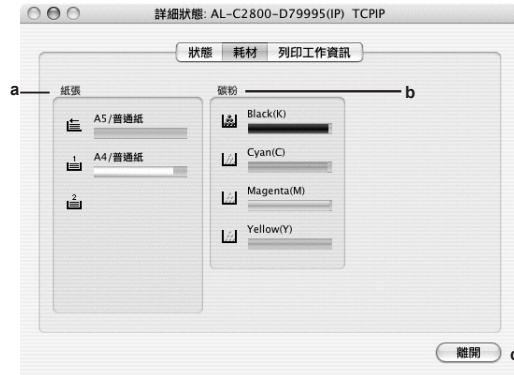 詳細狀態: AL-C2800-D79995(IP) TCPIP
狀態 耗材 列印工作資訊
a 紙張 碳粉 b
A5/普通紙 Black(K)
1 A4/普通紙 Cyan(C)
2 Magenta(M)
Yellow(Y)
離開